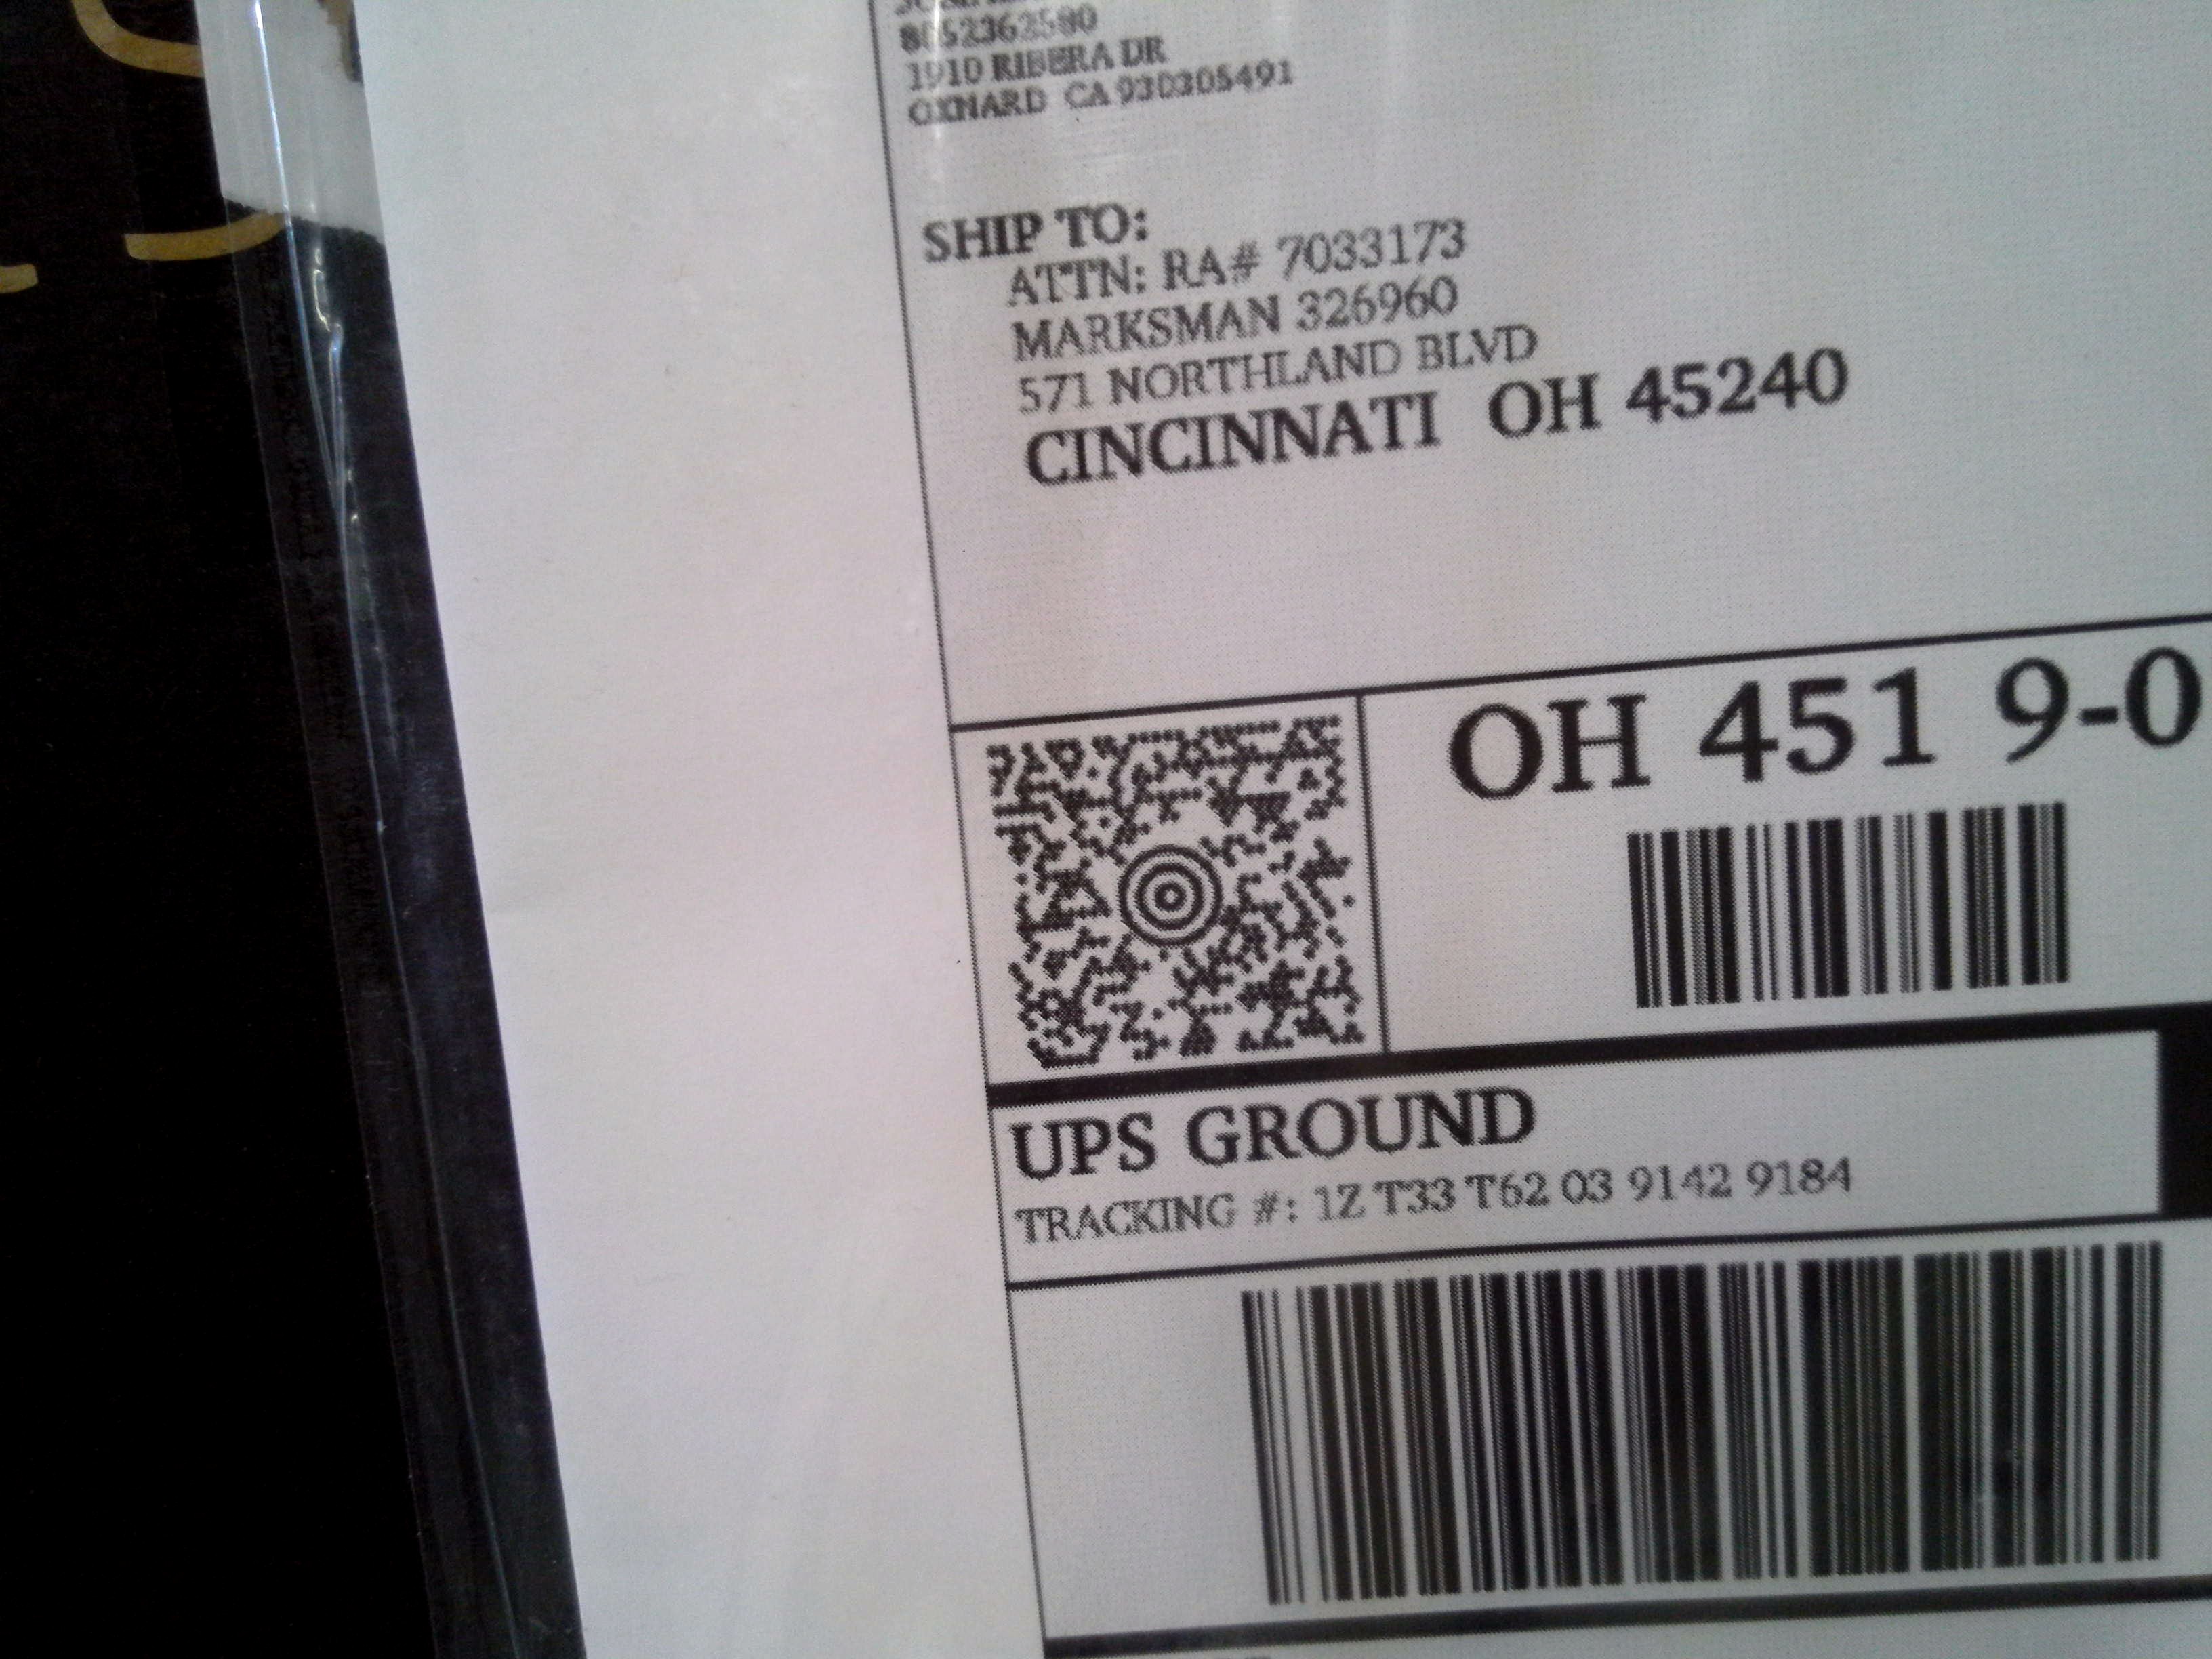 8052362580
1910 RIBERA DR
OXNARD CA 930305491
SHIP TO:
ATTN: RA# 7033173
MARKSMAN 326960
571 NORTHLAND BLVD
CINCINNATI OH 45240
OH 451 9-0
UPS GROUND
TRACKING #: 1Z T33 T62 03 9142 9184